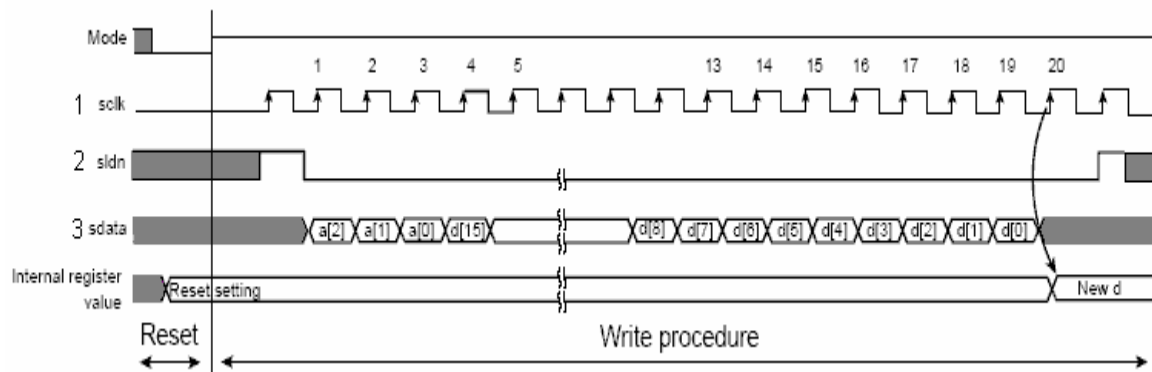 Mode
1 2 3 4 5 13 14 15 16 17 18 19 20
1 sclk
2 sldn
3 sdata a[2] a[1] a[0] d[15] d[8] d[7] d[6] d[5] d[4] d[3] d[2] d[1] d[0]
Internal register
value
Reset setting New d
Reset Write procedure